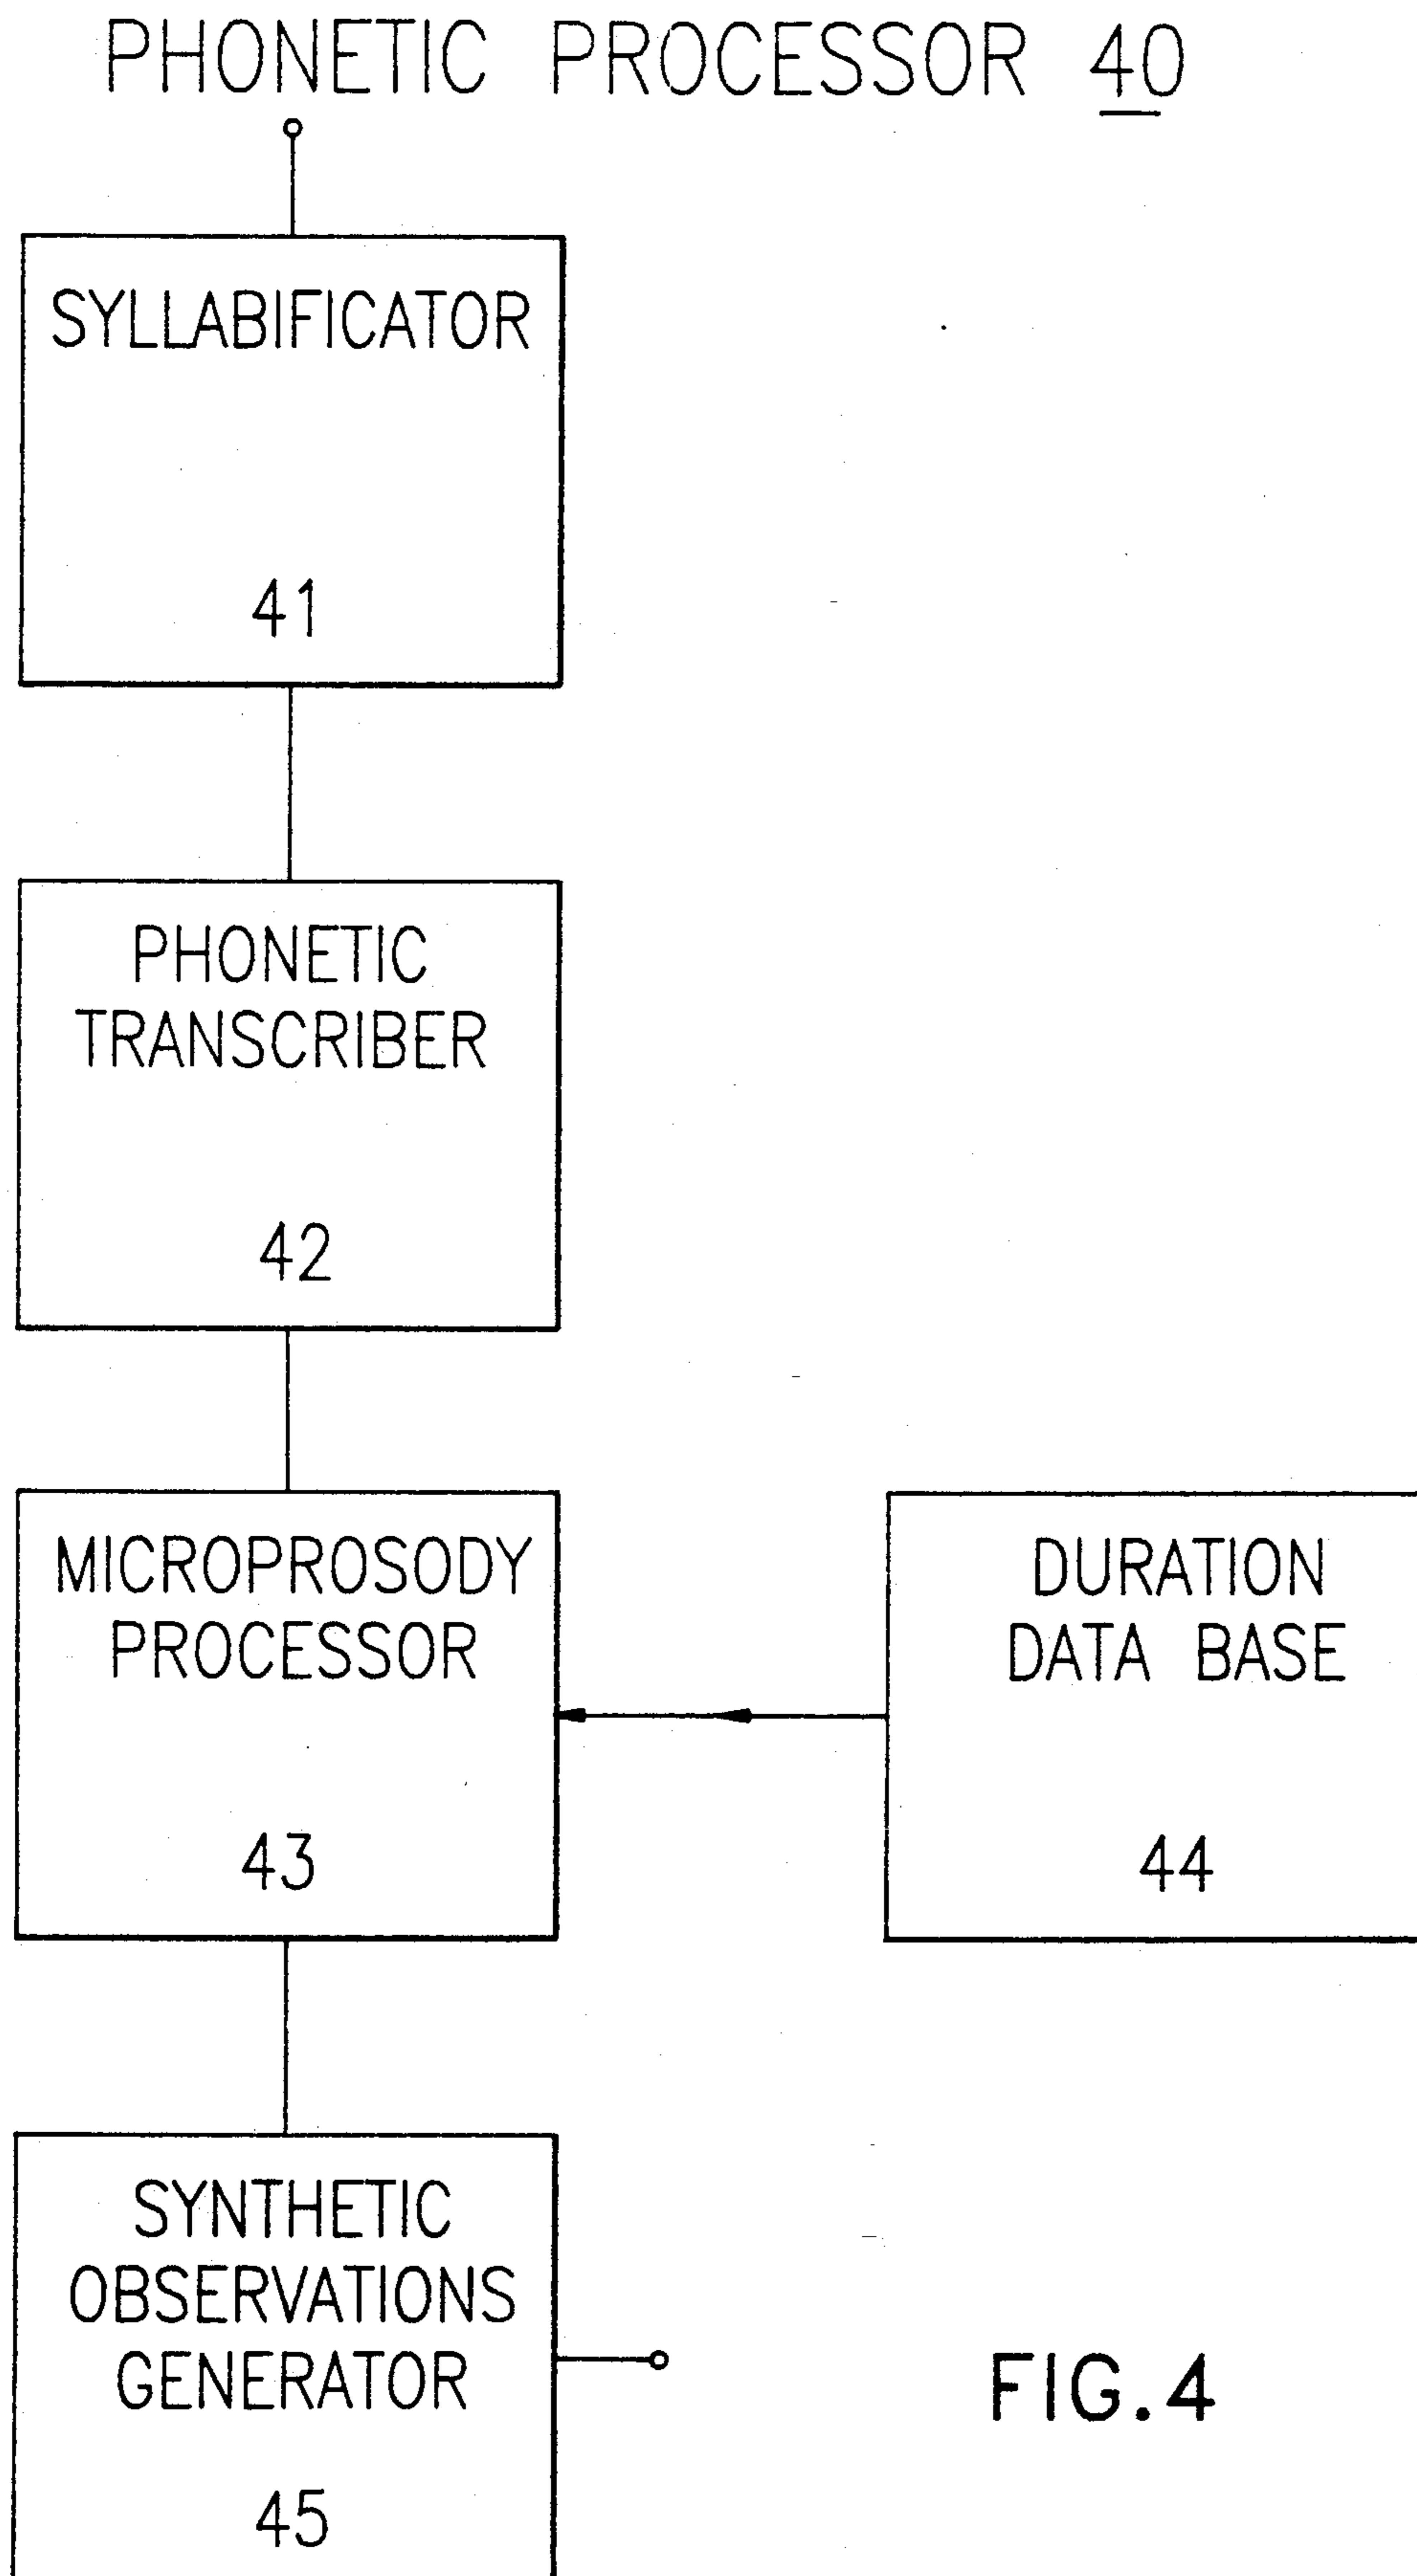 PHONETIC PROCESSOR 40
SYLLABIFICATOR
41
PHONETIC
TRANSCRIBER
42
MICROPROSODY
PROCESSOR
43
DURATION
DATA BASE
44
SYNTHETIC
OBSERVATIONS
GENERATOR
45
FIG.4